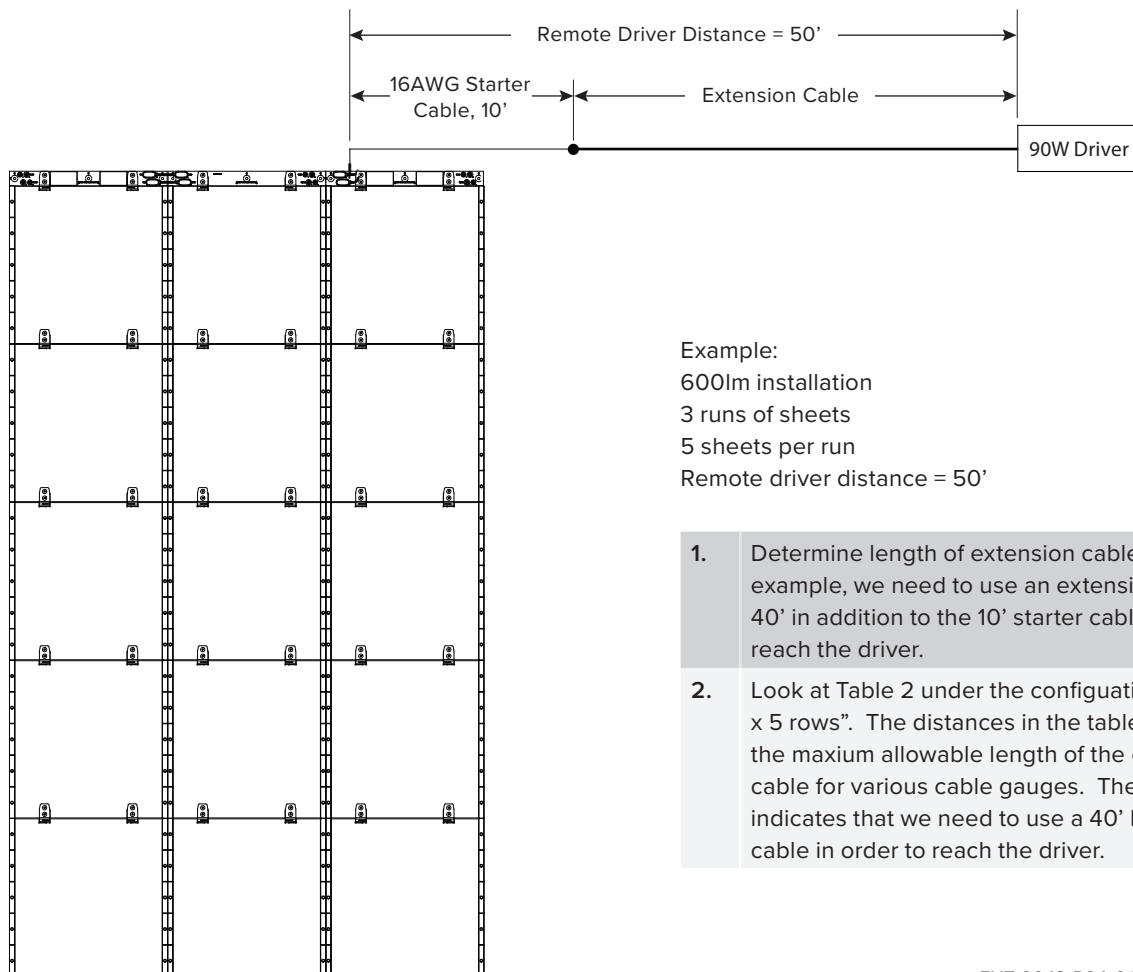 Remote Driver Distance = 50’
16AWG Starter
Cable, 10’
Extension Cable
90W Driver
Example:
600lm installation
3 runs of sheets
5 sheets per run
Remote driver distance = 50’
1. Determine length of extension cable
example, we need to use an
40’ in addition to the 10’ starter
reach the driver.
2. Look at Table 2 under the
x 5 rows”. The distances in the table
the maxium allowable length of the
cable for various cable gauges. The
indicates that we need to use a 40’
cable in order to reach the driver.